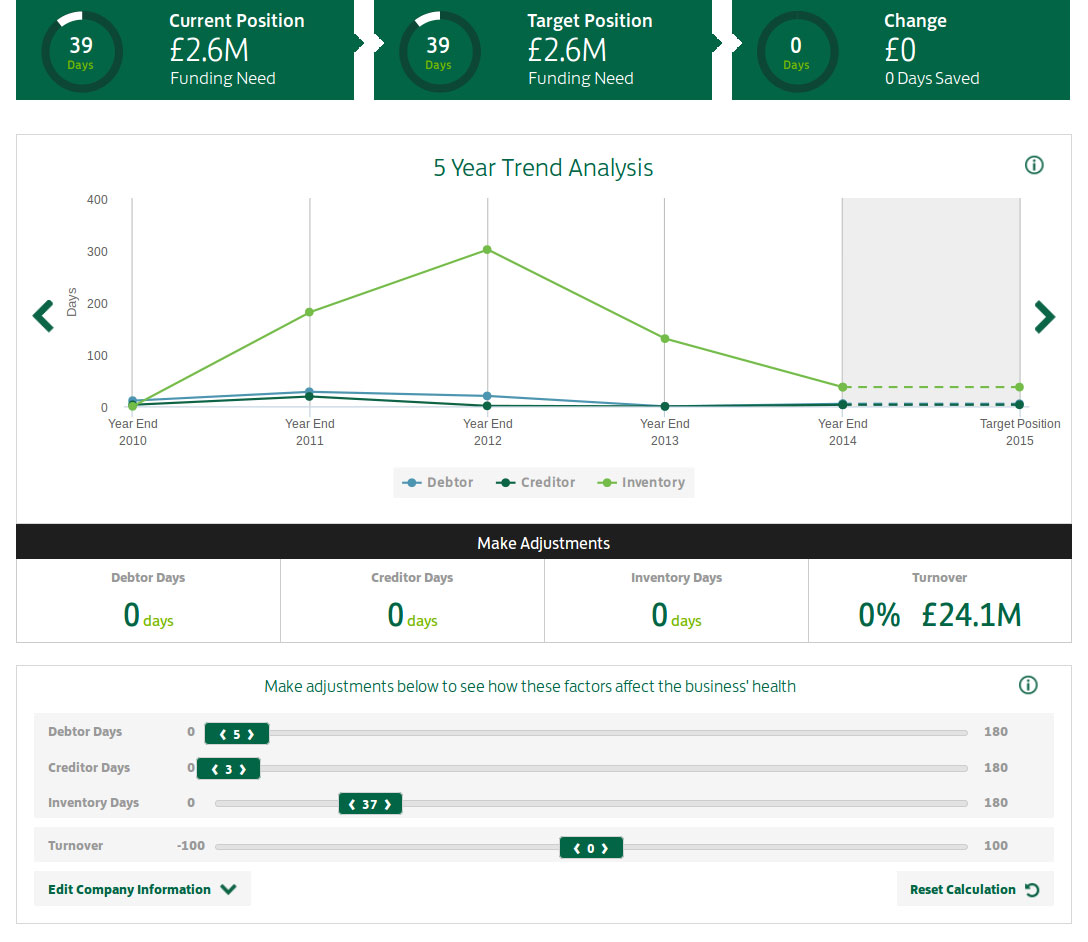 Current Position
39
Days
£2.6M
Funding Need
Target Position
39
Days
£2.6M
Funding Need
Change
0
Days
£0
0 Days Saved
5 Year Trend Analysis
400
300
200
100
0
Days
Year End
2010
Year End
2011
Year End
2012
Year End
2013
Year End
2014
Target Position
2015
Debtor
Creditor
Inventory
Make Adjustments
Debtor Days
0 days
Creditor Days
0 days
Inventory Days
0 days
Turnover
0% £24.1M
Make adjustments below to see how these factors affect the business' health
Debtor Days 0 5 180
Creditor Days 0 3 180
Inventory Days 0 37 180
Turnover -100 0 100
Edit Company Information
Reset Calculation